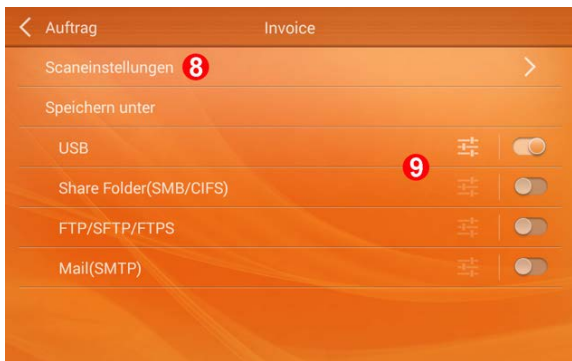 Auftrag Invoice
Scaneinstellungen 8
Speichern unter
USB
9
Share Folder(SMB/CIFS)
FTP/SFTP/FTPS
Mail(SMTP)